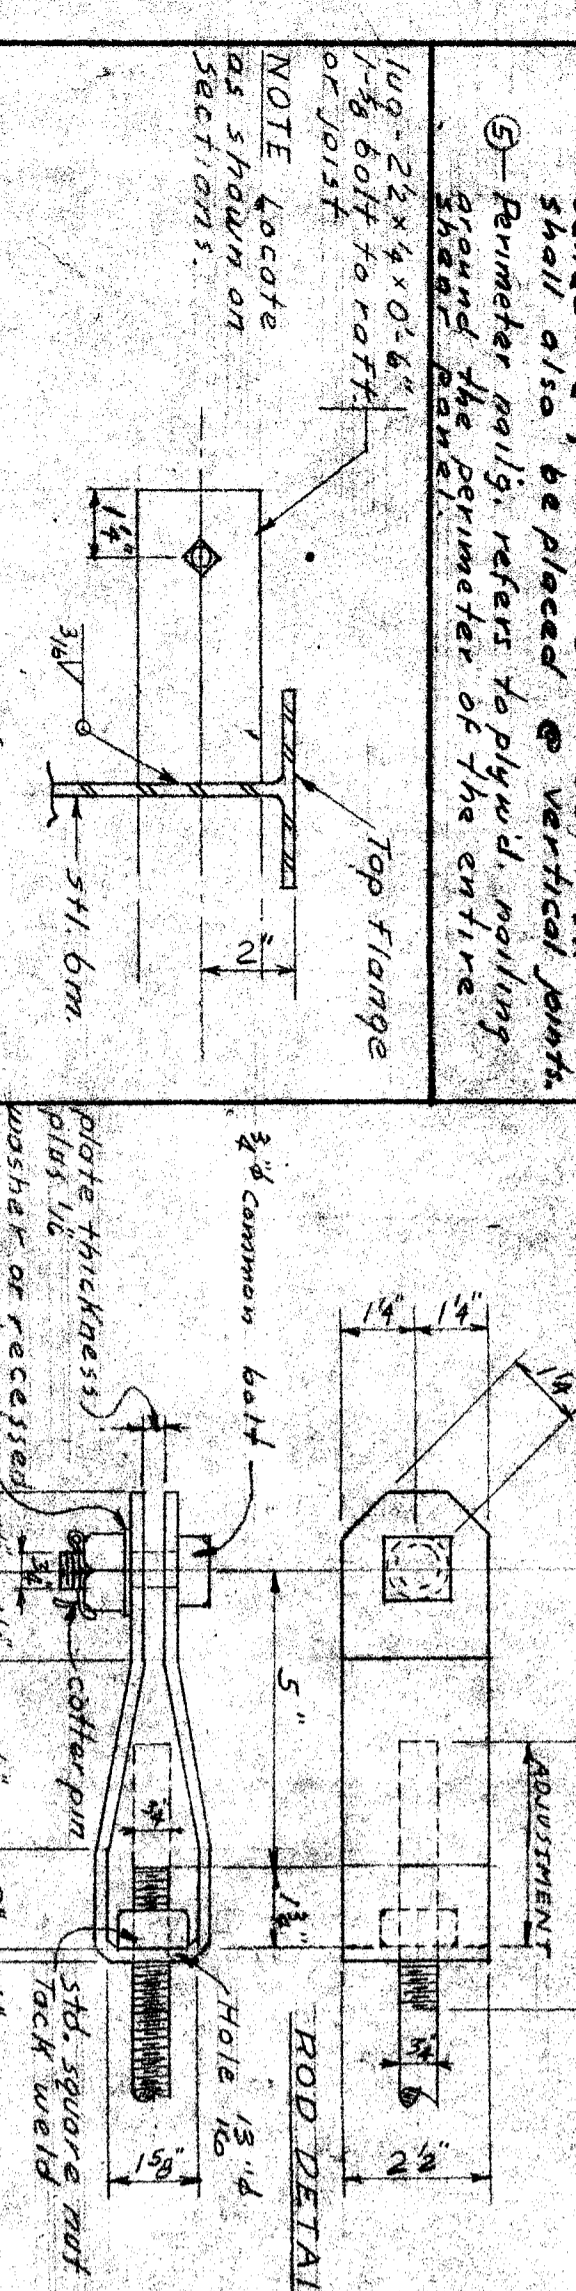 shall also be placed @ vertical joints.
⑤—Perimeter nailg. refers to plywd. nailing
around the perimeter of the entire
shear panel.
lug - 2½ x ¼ x 0'-6"
1-⅝ bolt to raft.
or joist
NOTE Locate
as shown on
sections.
1¼"
3/16
Top flange
2"
stl. bm.
¾"ø common bolt
plate thickness
plus 1/16
washer or recessed
¾"
cotter pin
5"
1¾"
Hole 13/16"ø
std. square nut
Tack weld
1⅝"
1¼"
1¼"
1¼
ADJUSTMENT
¾"
2½"
ROD DETAI